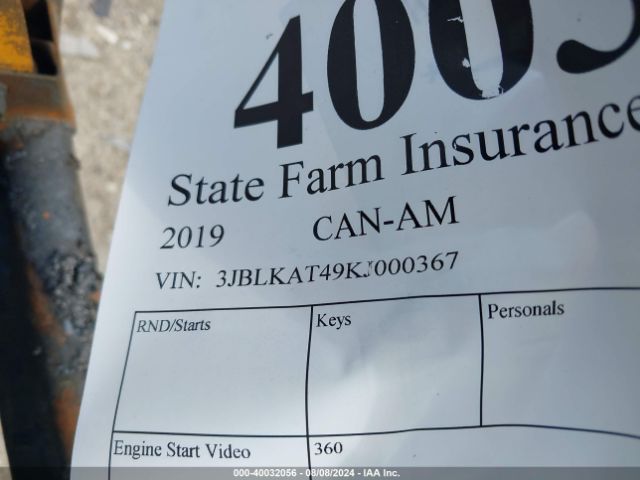 4003
State Farm Insurance
2019 CAN-AM
VIN: 3JBLKAT49KJ000367
RND/Starts Keys Personals
Engine Start Video 360
000-40032056 - 08/08/2024 - IAA Inc.